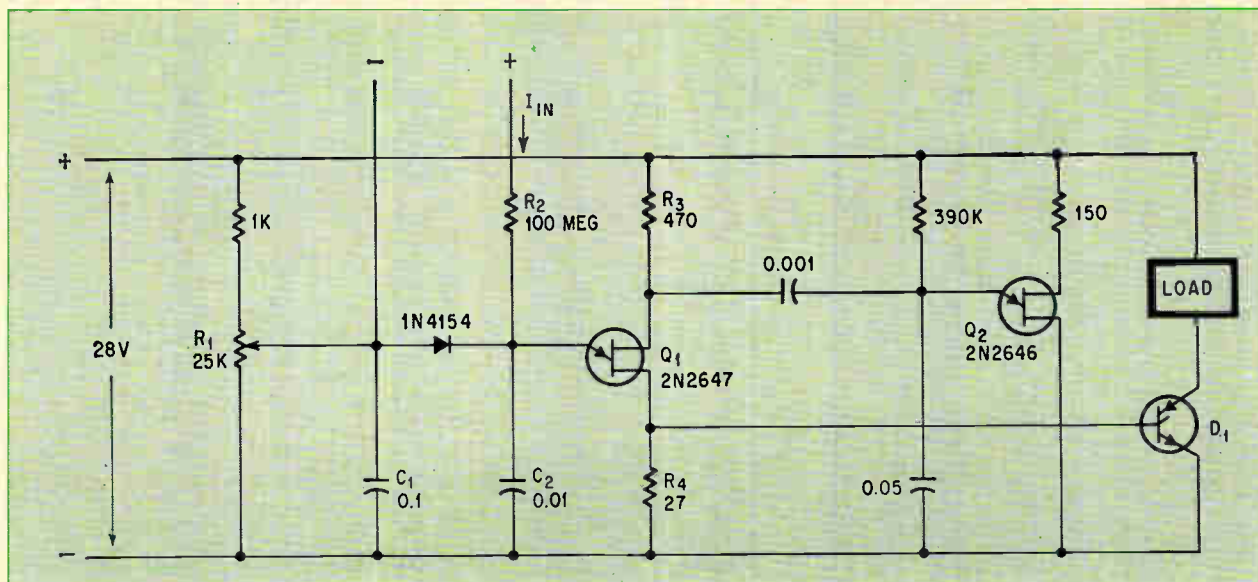 −
+
I IN
+
1K
R2
100 MEG
R3
470
390K
150
0.001
LOAD
28V
R1
25K
1N4154
Q1
2N2647
Q2
2N2646
D1
C1
0.1
C2
0.01
R4
27
0.05
−